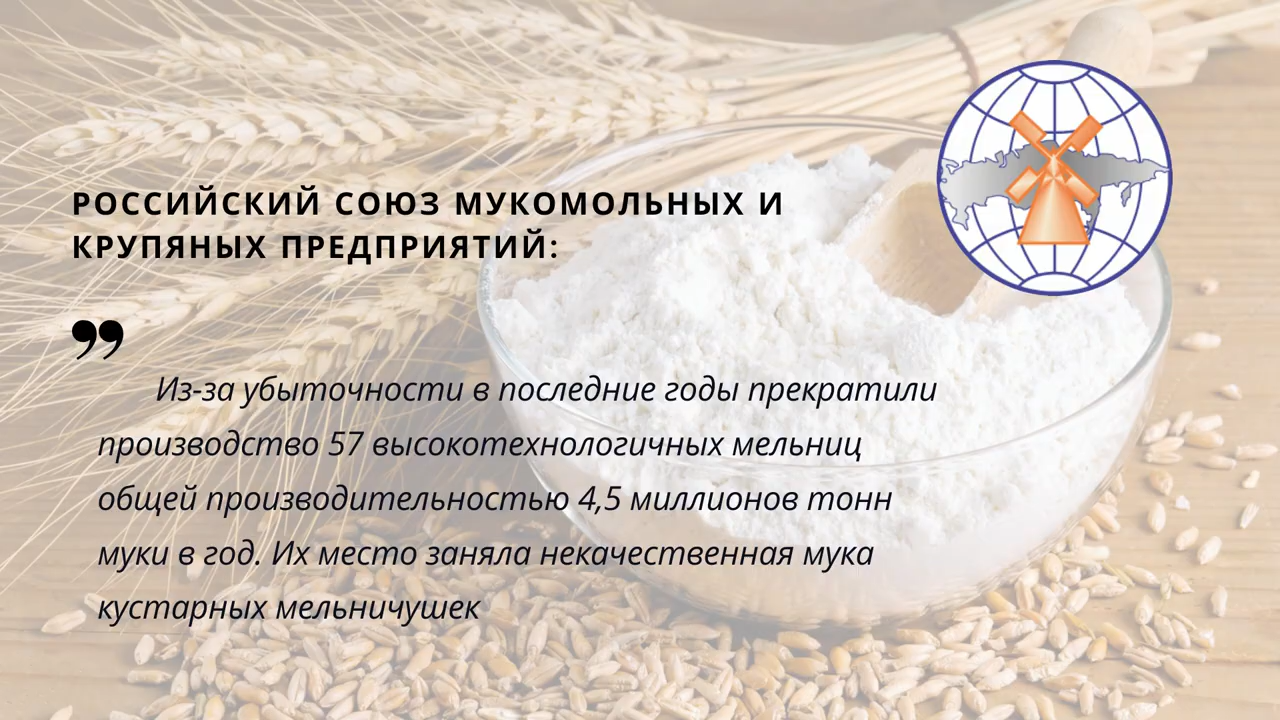 РОССИЙСКИЙ СОЮЗ МУКОМОЛЬНЫХ И
КРУПЯНЫХ ПРЕДПРИЯТИЙ:
”
Из-за убыточности в последние годы прекратили
производство 57 высокотехнологичных мельниц
общей производительностью 4,5 миллионов тонн
муки в год. Их место заняла некачественная мука
кустарных мельничушек